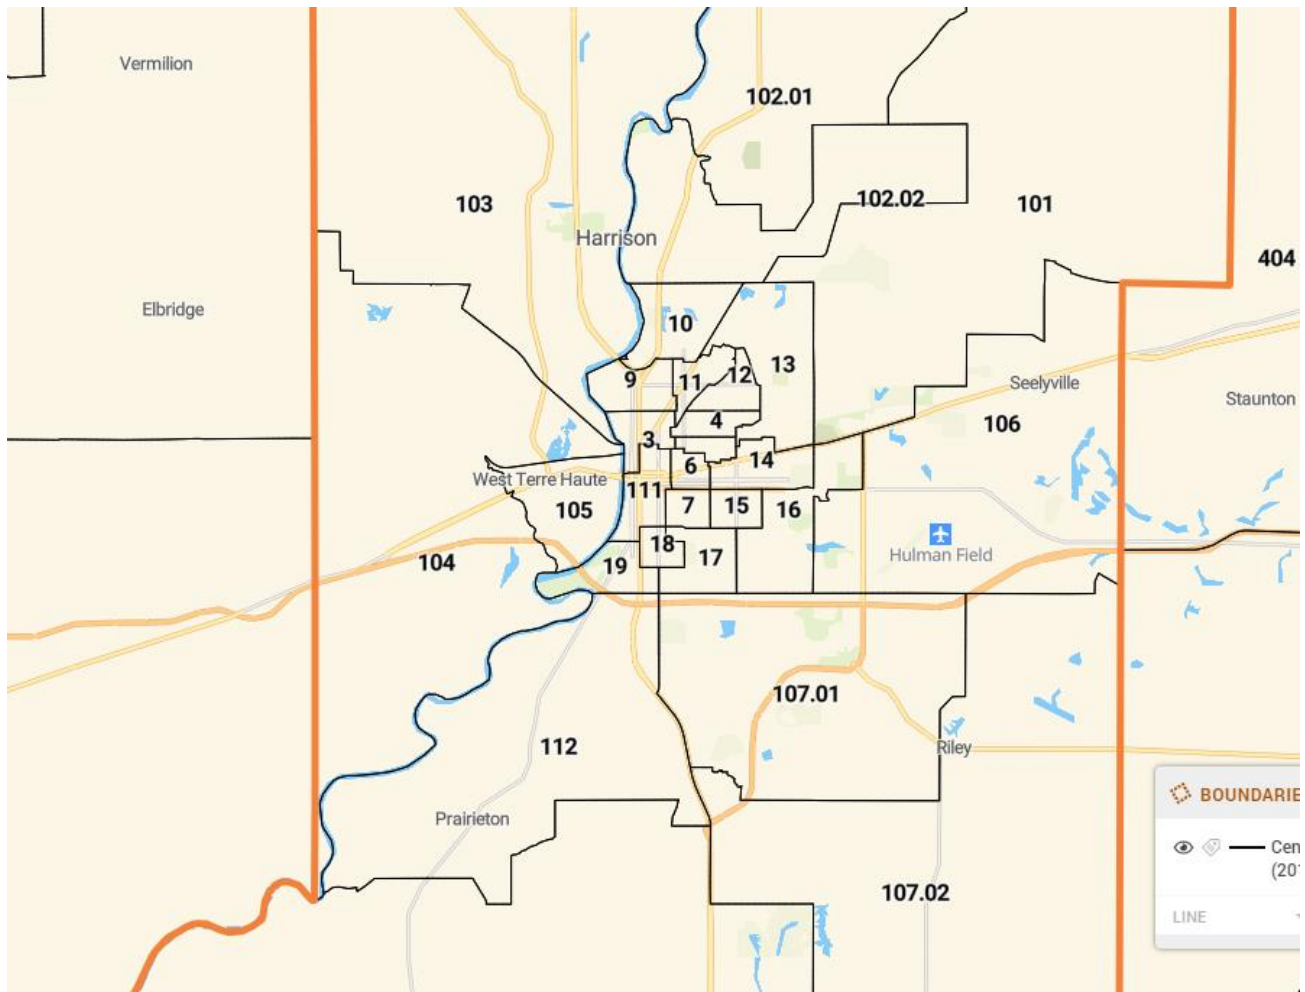 Vermilion
102.01
103
102.02
101
Harrison
404
Elbridge
10
13
9
11
12
Seelyville
Staunton
4
106
3
14
6
West Terre Haute
111
105
7
15
16
18
Hulman Field
104
19
17
107.01
112
Riley
BOUNDARIE
Prairieton
Cen
(201
107.02
LINE